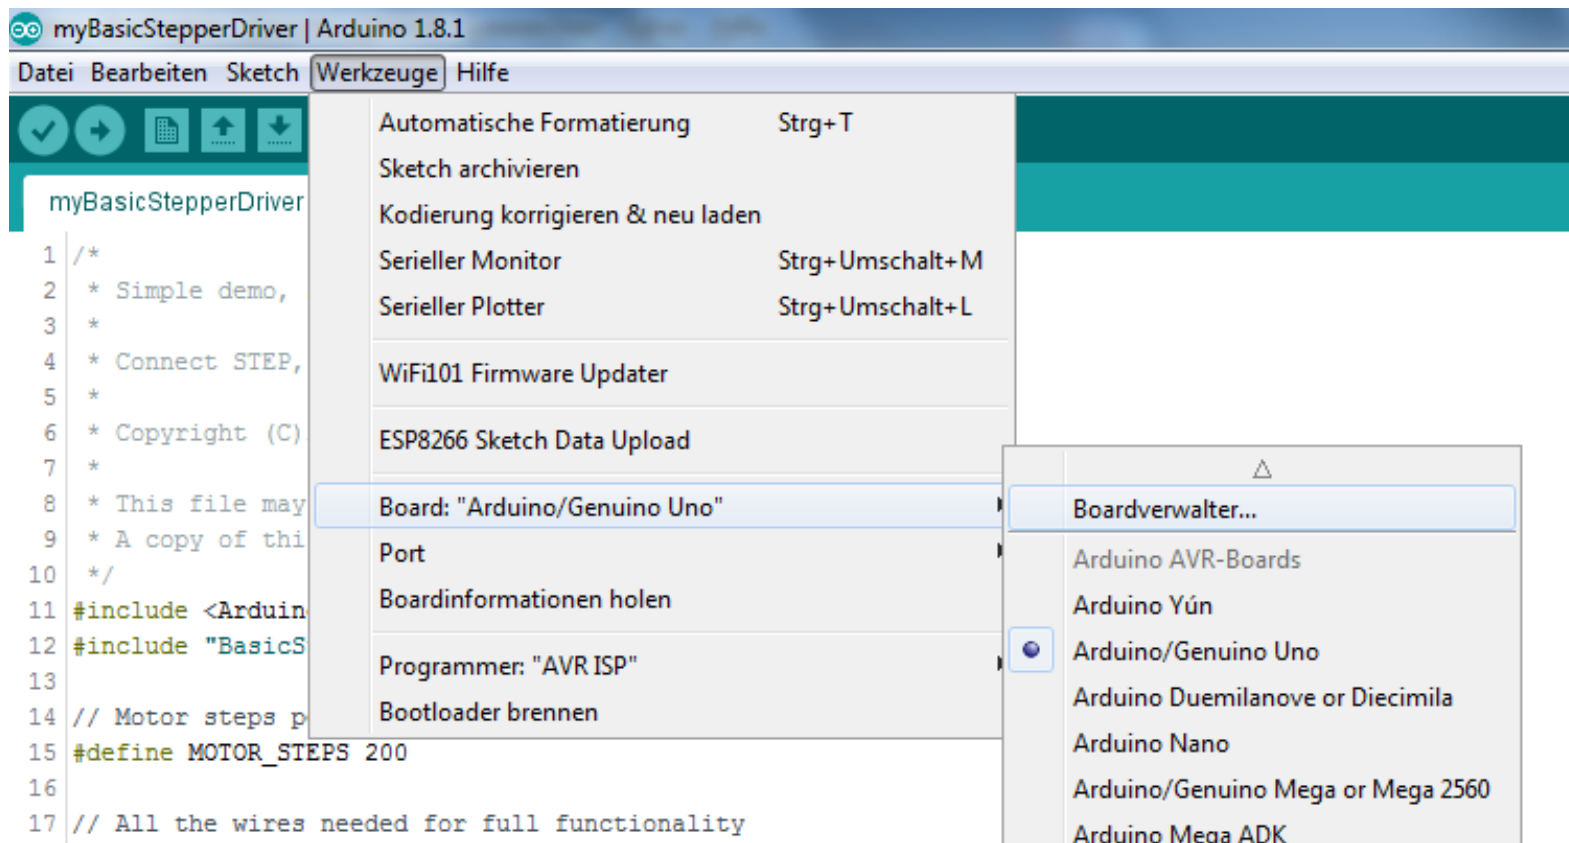 myBasicStepperDriver | Arduino 1.8.1
Datei Bearbeiten Sketch Werkzeuge Hilfe
Automatische Formatierung Strg+T
Sketch archivieren
Kodierung korrigieren & neu laden
Serieller Monitor Strg+Umschalt+M
Serieller Plotter Strg+Umschalt+L
WiFi101 Firmware Updater
ESP8266 Sketch Data Upload
Board: "Arduino/Genuino Uno"
Port
Boardinformationen holen
Programmer: "AVR ISP"
Bootloader brennen
Boardverwalter...
Arduino AVR-Boards
Arduino Yún
Arduino/Genuino Uno
Arduino Duemilanove or Diecimila
Arduino Nano
Arduino/Genuino Mega or Mega 2560
Arduino Mega ADK
myBasicStepperDriver
1 /*
2 * Simple demo,
3 *
4 * Connect STEP,
5 *
6 * Copyright (C)
7 *
8 * This file may
9 * A copy of thi
10 */
11 #include <Arduin
12 #include "BasicS
13
14 // Motor steps p
15 #define MOTOR_STEPS 200
16
17 // All the wires needed for full functionality